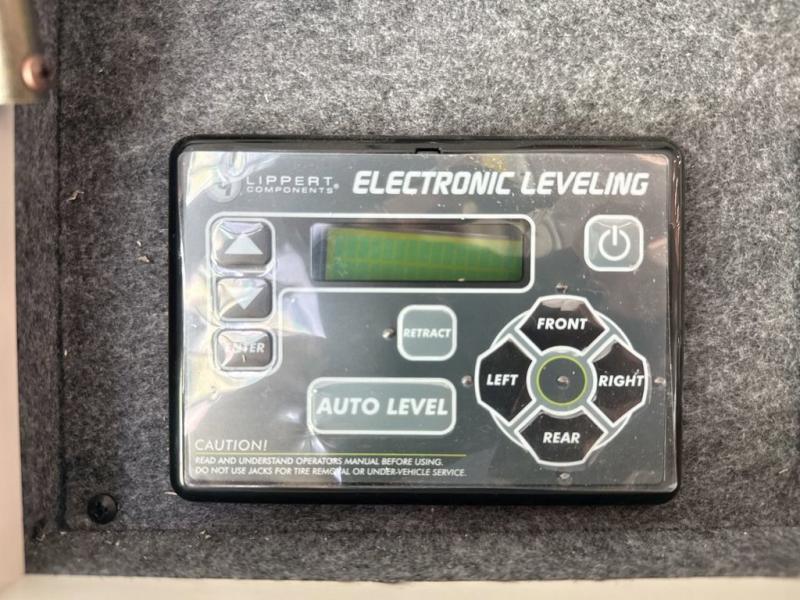 LIPPERT
COMPONENTS®
ELECTRONIC LEVELING
ENTER
RETRACT
AUTO LEVEL
FRONT
LEFT
RIGHT
REAR
CAUTION!
READ AND UNDERSTAND OPERATORS MANUAL BEFORE USING.
DO NOT USE JACKS FOR TIRE REMOVAL OR UNDER-VEHICLE SERVICE.